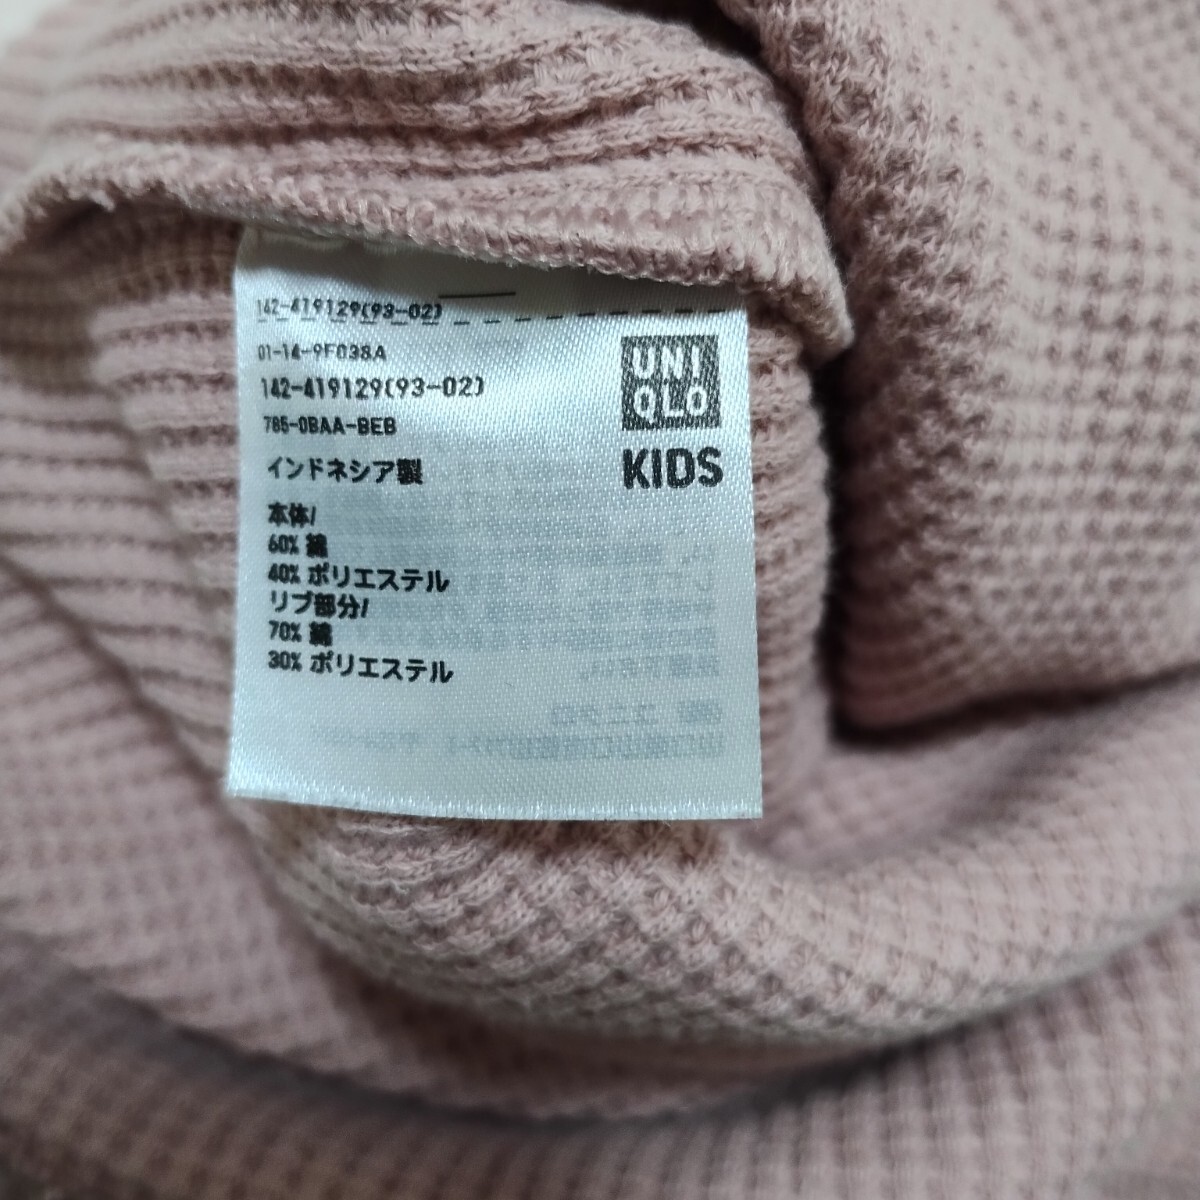 142-419129(93-02)
01-14-9F038A
142-419129(93-02)
785-0BAA-BEB
インドネシア製
本体/
60% 綿
40% ポリエステル
リブ部分/
70% 綿
30% ポリエステル
UNI
QLO
KIDS